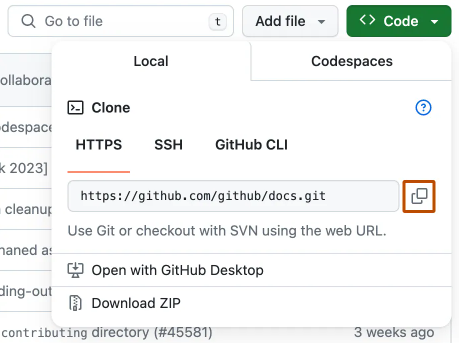 Go to file
t
Add file
Code
Local
Codespaces
ollabora
Clone
?
odespac
HTTPS
SSH
GitHub CLI
k 2023]
https://github.com/github/docs.git
cleanup
Use Git or checkout with SVN using the web URL.
naned as
Open with GitHub Desktop
ding-out
Download ZIP
contributing directory (#45581)
3 weeks ago